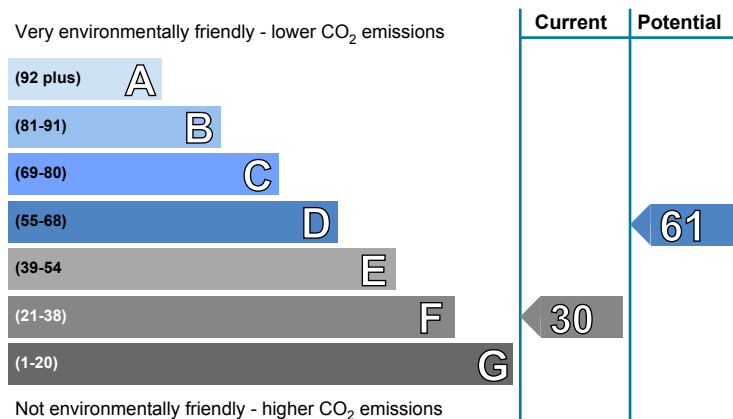 Very environmentally friendly - lower CO₂ emissions
Current
Potential
(92 plus) A
(81-91) B
(69-80) C
(55-68) D
61
(39-54 E
(21-38) F
30
(1-20) G
Not environmentally friendly - higher CO₂ emissions